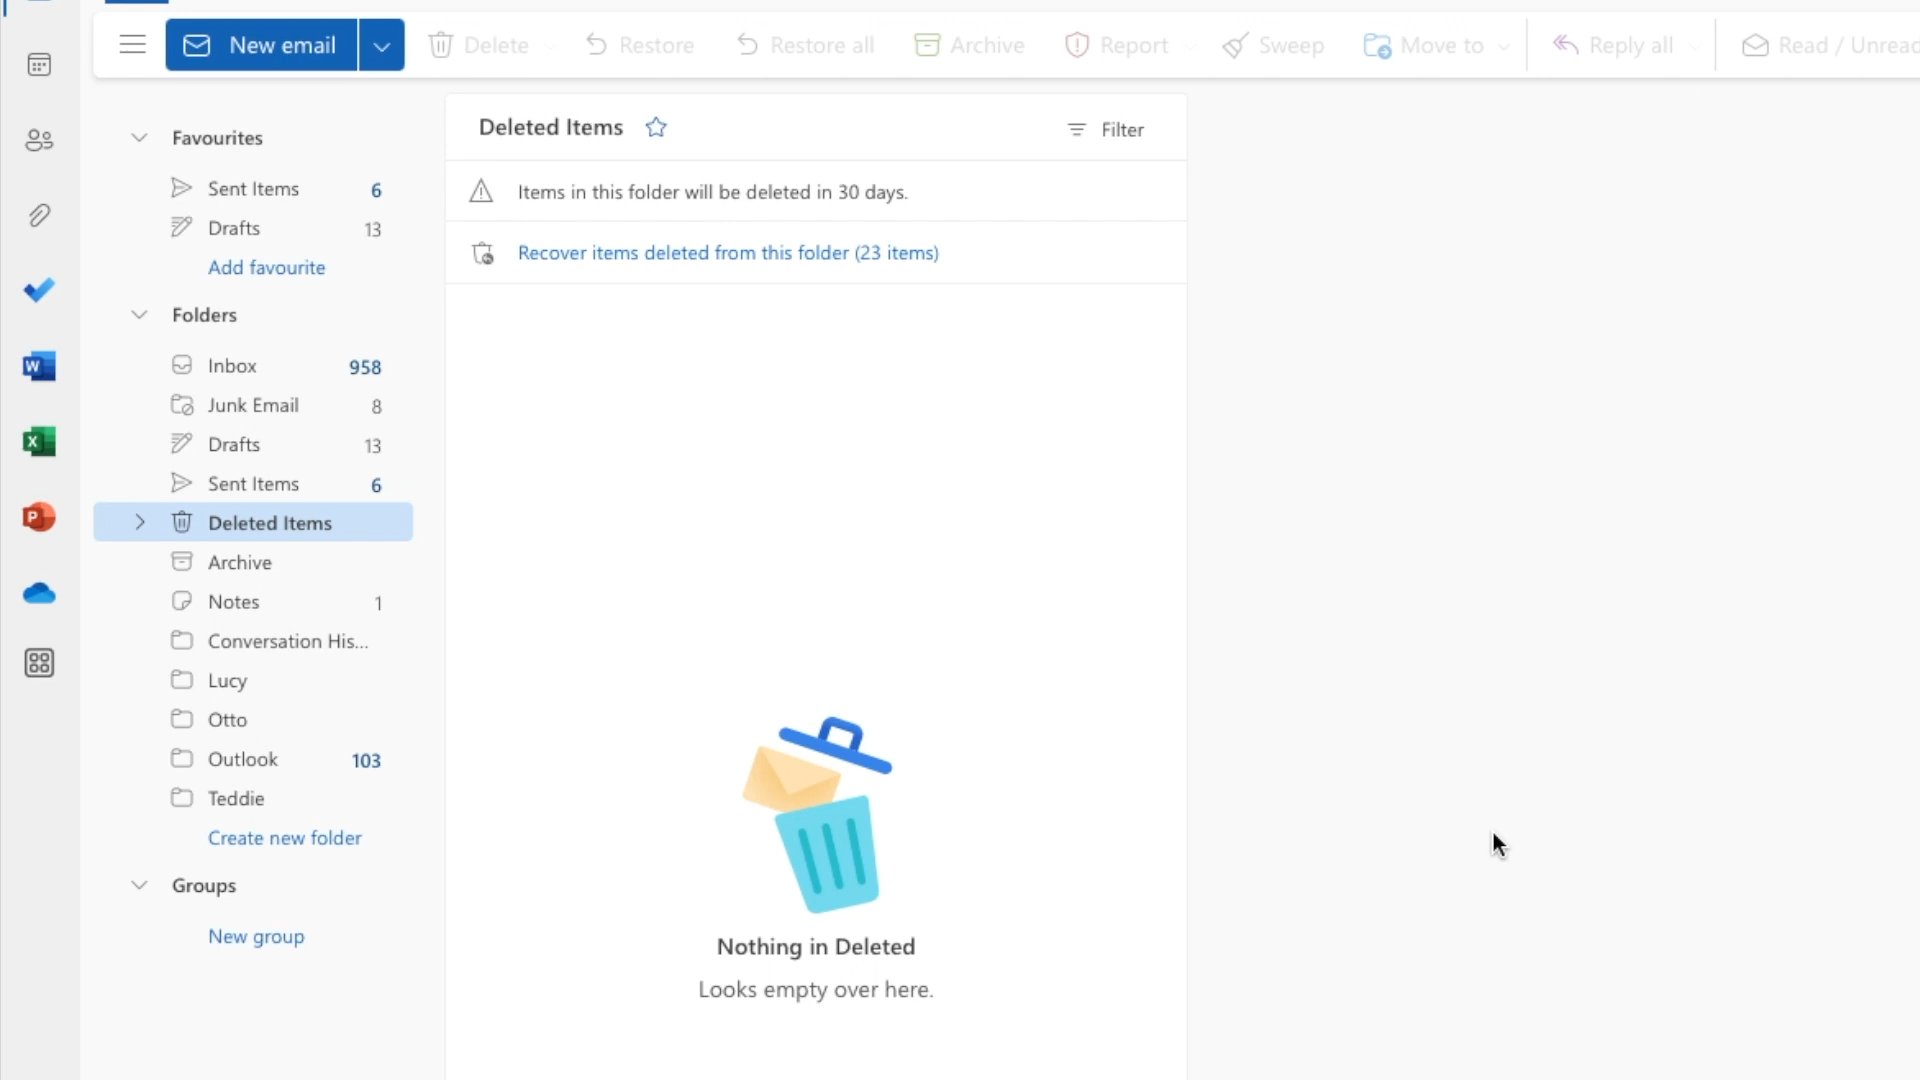 New email
Delete
Restore
Restore all
Archive
Report
Sweep
Move to
Reply all
Read / Unread
Favourites
Sent Items 6
Drafts 13
Add favourite
Folders
Inbox 958
Junk Email 8
Drafts 13
Sent Items 6
Deleted Items
Archive
Notes 1
Conversation His...
Lucy
Otto
Outlook 103
Teddie
Create new folder
Groups
New group
Deleted Items
Filter
Items in this folder will be deleted in 30 days.
Recover items deleted from this folder (23 items)
Nothing in Deleted
Looks empty over here.
W
X
P